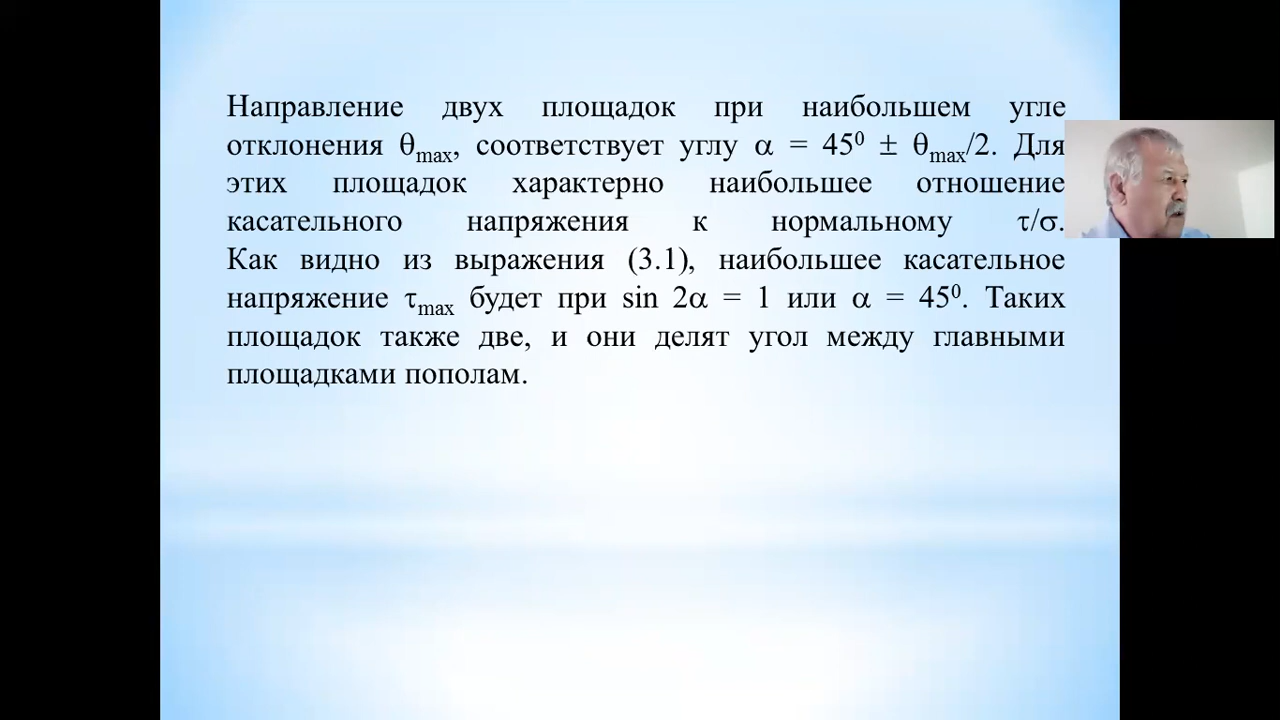 Направление двух площадок при наибольшем угле
отклонения θmax, соответствует углу α = 45⁰ ± θmax/2. Для
этих площадок характерно наибольшее отношение
касательного напряжения к нормальному τ/σ.
Как видно из выражения (3.1), наибольшее касательное
напряжение τmax будет при sin 2α = 1 или α = 45⁰. Таких
площадок также две, и они делят угол между главными
площадками пополам.